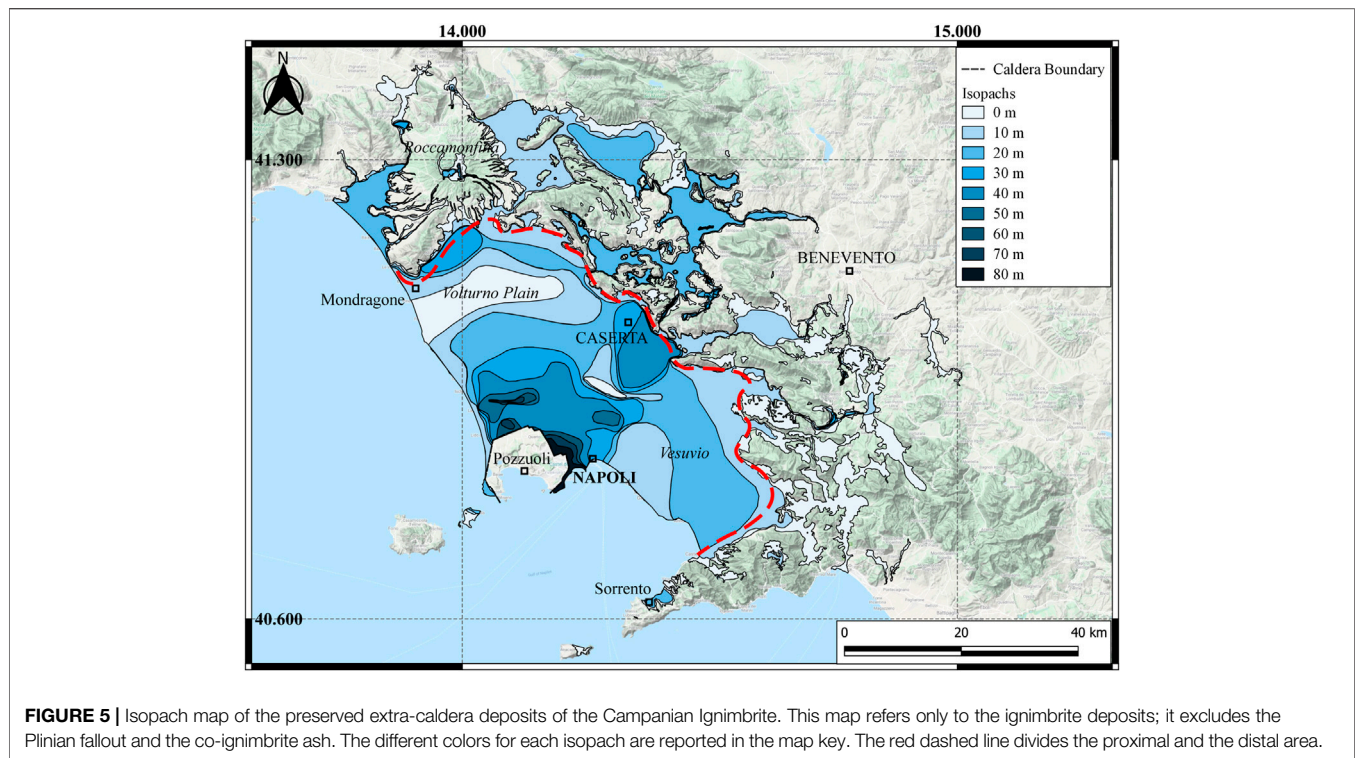 14.000
15.000
N
Caldera Boundary
Isopachs
0 m
10 m
20 m
30 m
40 m
50 m
60 m
70 m
80 m
Roccamonfina
41.300
BENEVENTO
Mondragone
Volturno Plain
CASERTA
Vesuvio
Pozzuoli
NAPOLI
Sorrento
40.600
0
20
40 km
FIGURE 5 | Isopach map of the preserved extra-caldera deposits of the Campanian Ignimbrite. This map refers only to the ignimbrite deposits; it excludes the
Plinian fallout and the co-ignimbrite ash. The different colors for each isopach are reported in the map key. The red dashed line divides the proximal and the distal area.